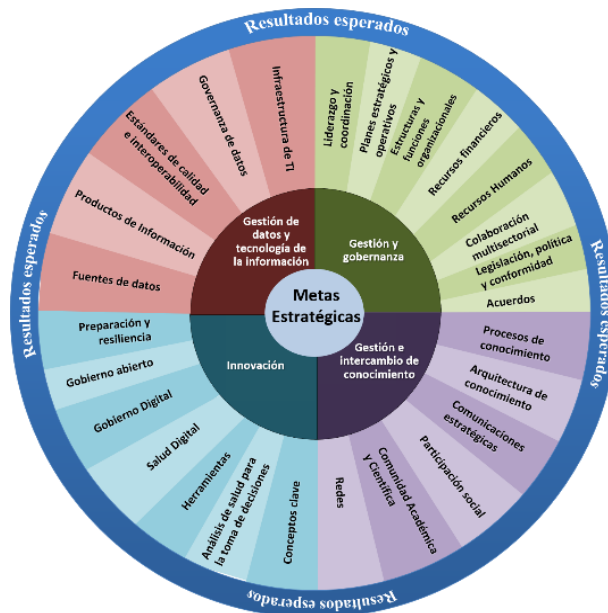 Resultados esperados
Resultados esperados
Resultados esperados
Resultados esperados
Metas
Estratégicas
Gestión de
datos y
tecnología de
la información
Infraestructura de TI
Governanza de datos
Estándares de calidad
e interoperabilidad
Productos de Información
Fuentes de datos
Gestión y
gobernanza
Liderazgo y
coordinación
Planes estratégicos y
operativos
Estructuras y
funciones
organizacionales
Recursos financieros
Recursos Humanos
Colaboración
multisectorial
Legislación, política
y conformidad
Acuerdos
Gestión e
intercambio de
conocimiento
Procesos de
conocimiento
Arquitectura de
conocimiento
Comunicaciones
estratégicas
Participación social
Comunidad Académica
y Científica
Redes
Innovación
Preparación y
resiliencia
Gobierno abierto
Gobierno Digital
Salud Digital
Herramientas
Análisis de salud para
la toma de decisiones
Conceptos clave